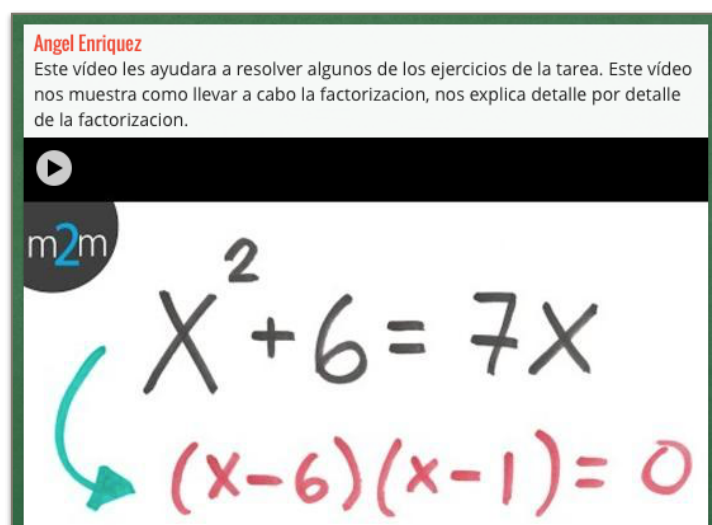 Angel Enriquez
Este vídeo les ayudara a resolver algunos de los ejercicios de la tarea. Este vídeo
nos muestra como llevar a cabo la factorizacion, nos explica detalle por detalle
de la factorizacion.
m2m
x² + 6 = 7x
(x-6)(x-1) = 0